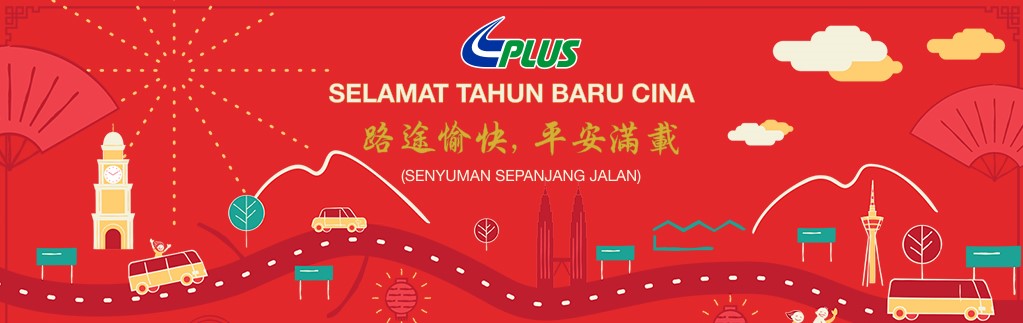 PLUS
SELAMAT TAHUN BARU CINA
路途愉快, 平安滿載
(SENYUMAN SEPANJANG JALAN)